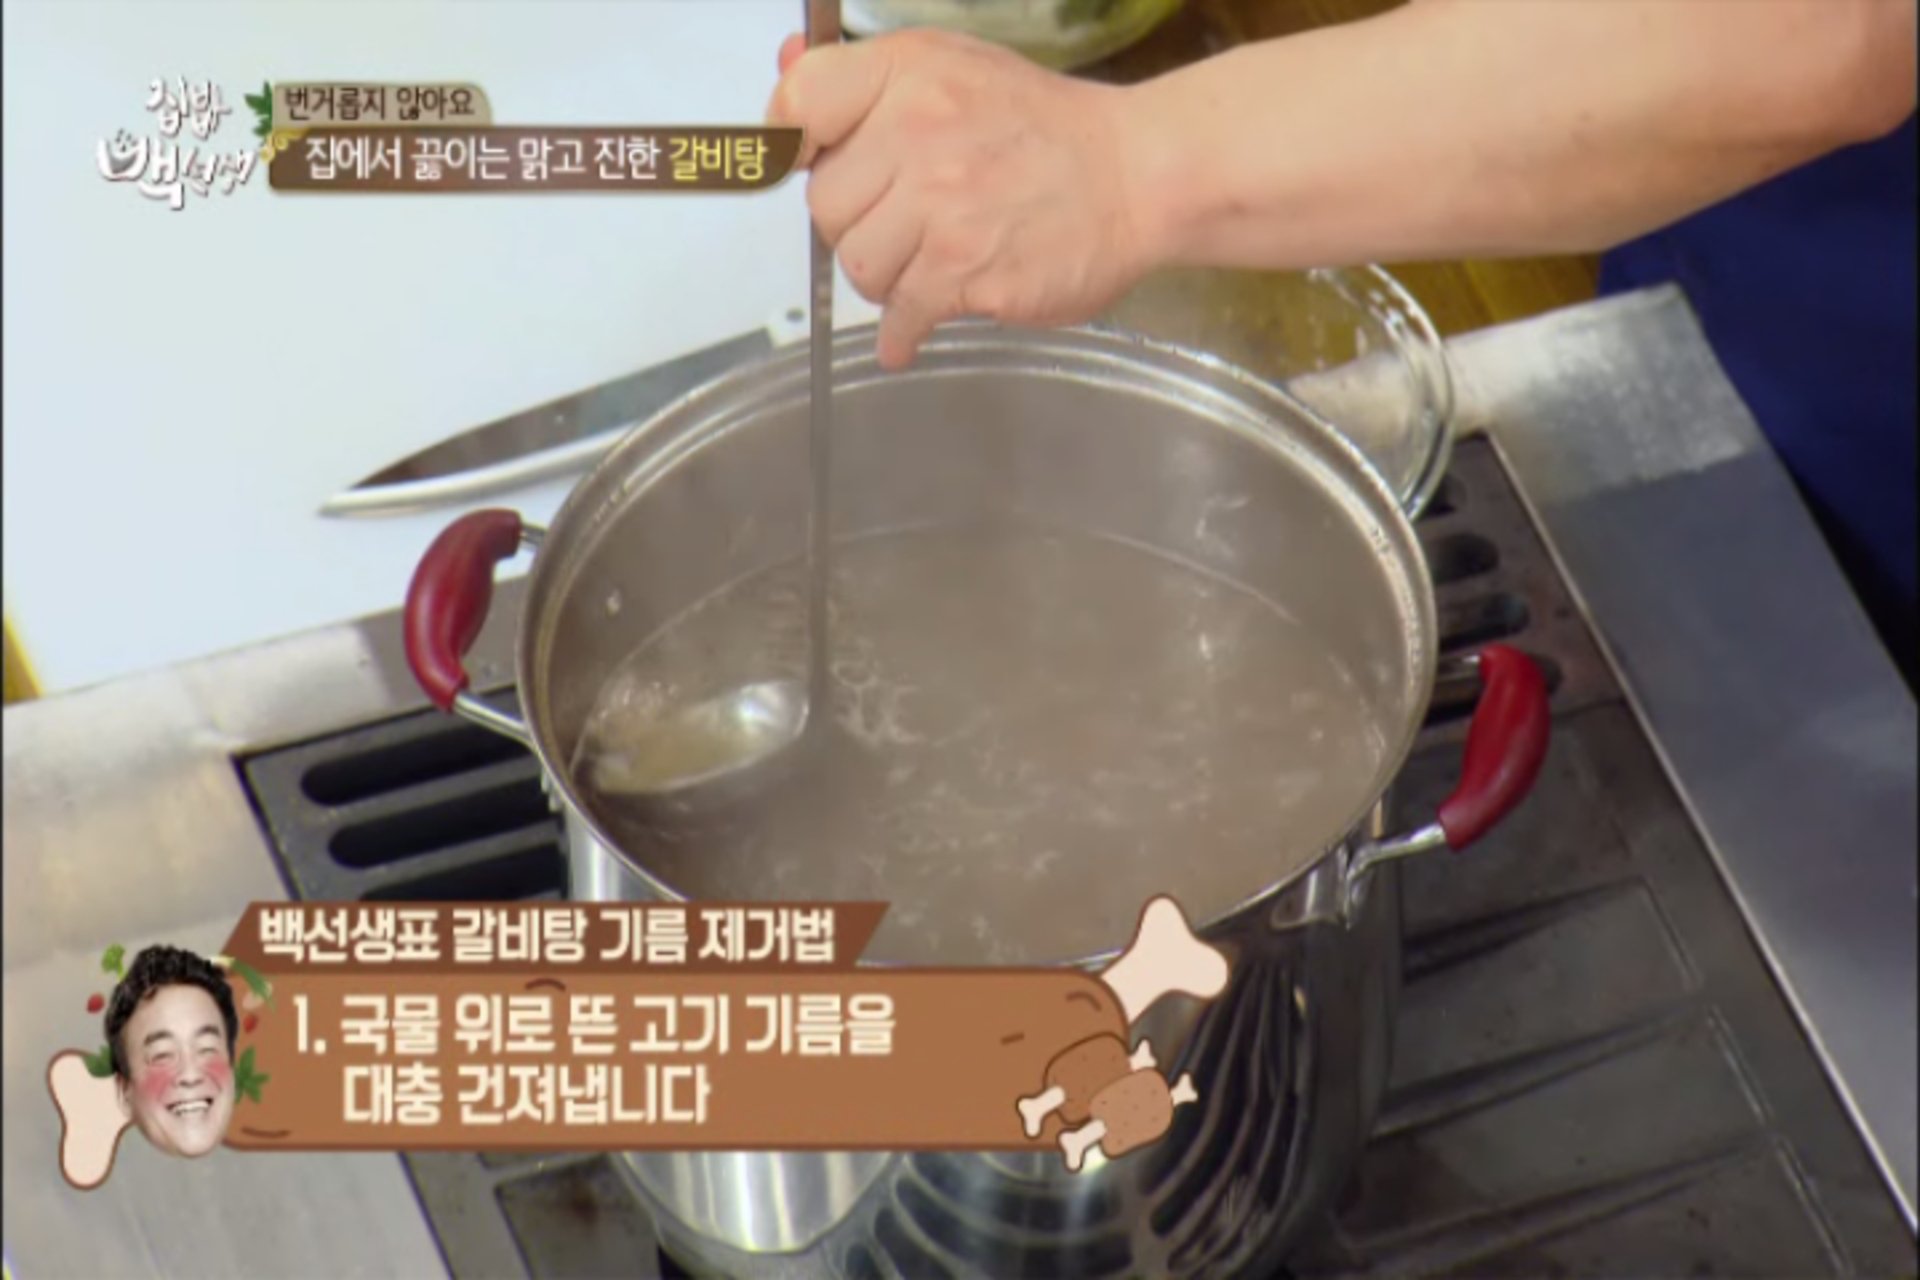 집밥
백선생
번거롭지 않아요
집에서 끓이는 맑고 진한 갈비탕
백선생표 갈비탕 기름 제거법
1. 국물 위로 뜬 고기 기름을
대충 건져냅니다